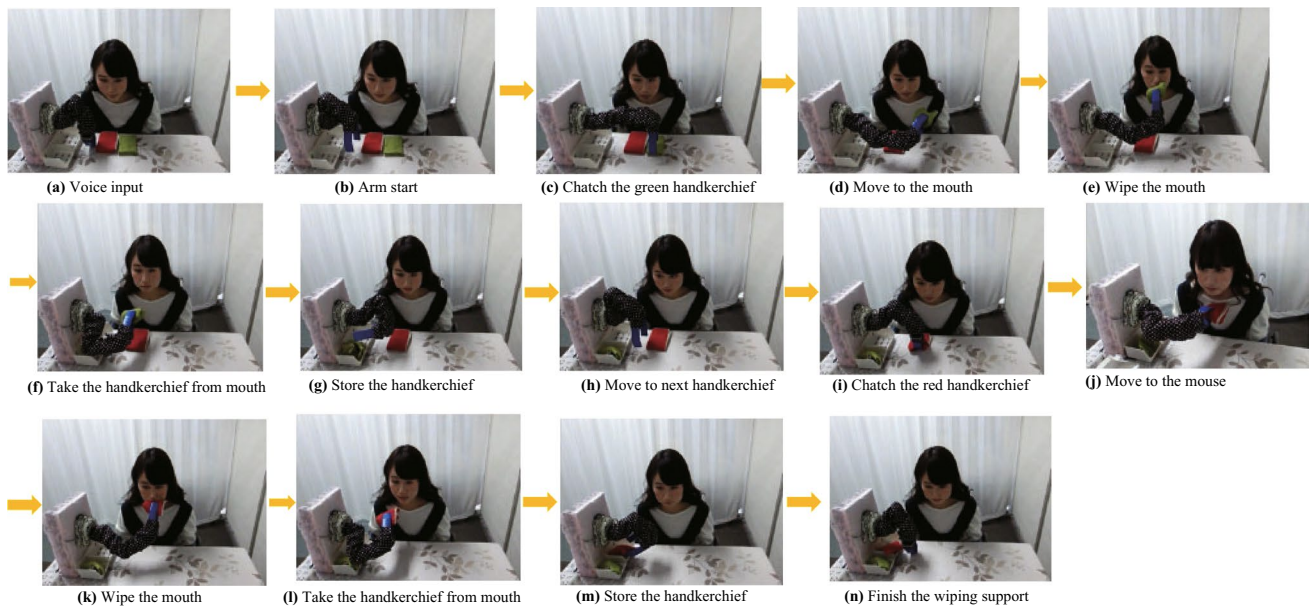 (a) Voice input
(b) Arm start
(c) Chatch the green handkerchief
(d) Move to the mouth
(e) Wipe the mouth
(f) Take the handkerchief from mouth
(g) Store the handkerchief
(h) Move to next handkerchief
(i) Chatch the red handkerchief
(j) Move to the mouse
(k) Wipe the mouth
(l) Take the handkerchief from mouth
(m) Store the handkerchief
(n) Finish the wiping support